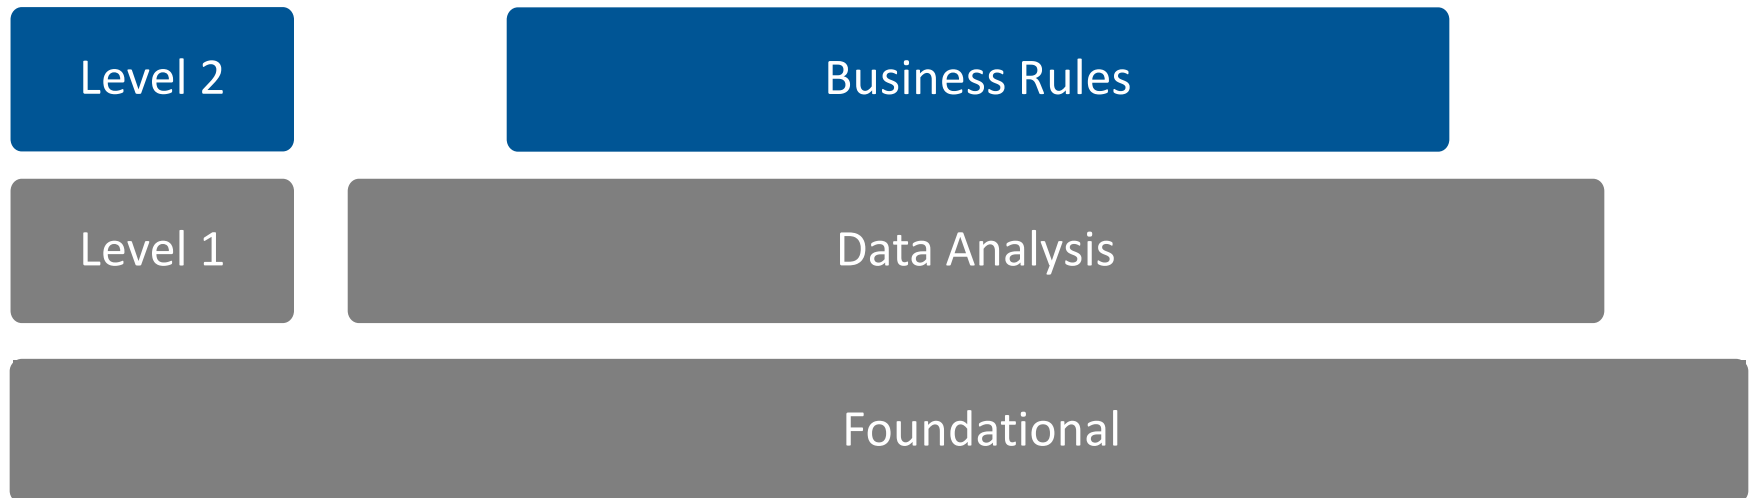 Level 2
Business Rules
Level 1
Data Analysis
Foundational